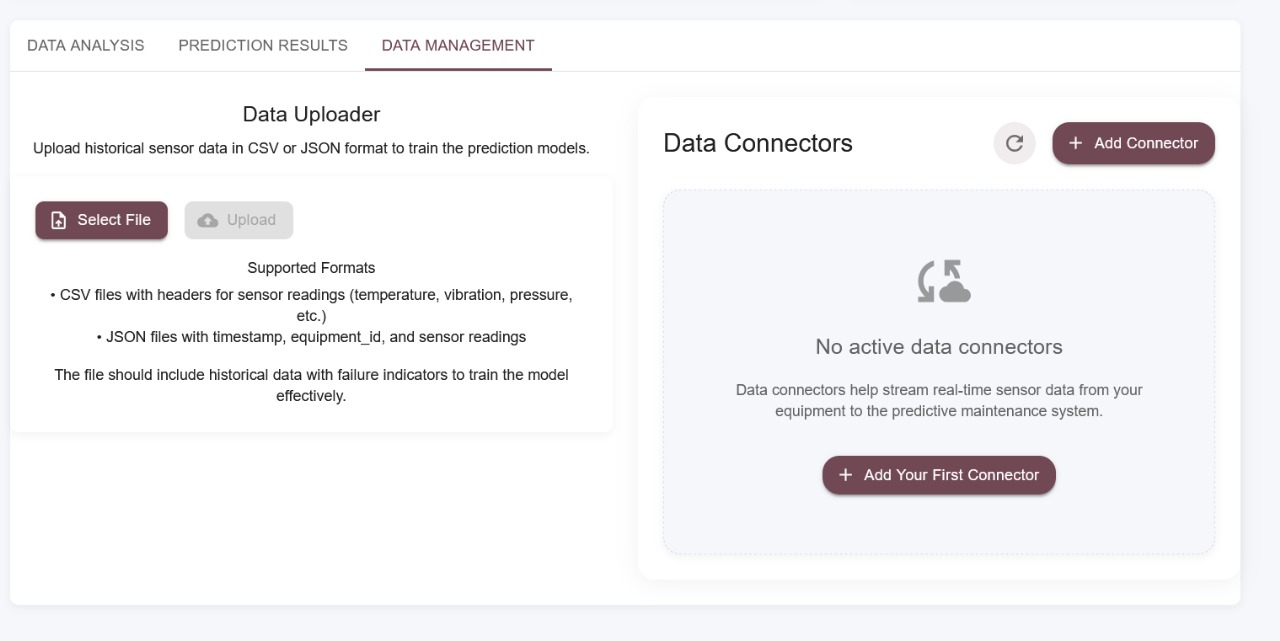 DATA ANALYSIS PREDICTION RESULTS DATA MANAGEMENT
Data Uploader
Upload historical sensor data in CSV or JSON format to train the prediction models.
Select File Upload
Supported Formats
• CSV files with headers for sensor readings (temperature, vibration, pressure,
etc.)
• JSON files with timestamp, equipment_id, and sensor readings
The file should include historical data with failure indicators to train the model
effectively.
Data Connectors
+ Add Connector
No active data connectors
Data connectors help stream real-time sensor data from your
equipment to the predictive maintenance system.
+ Add Your First Connector